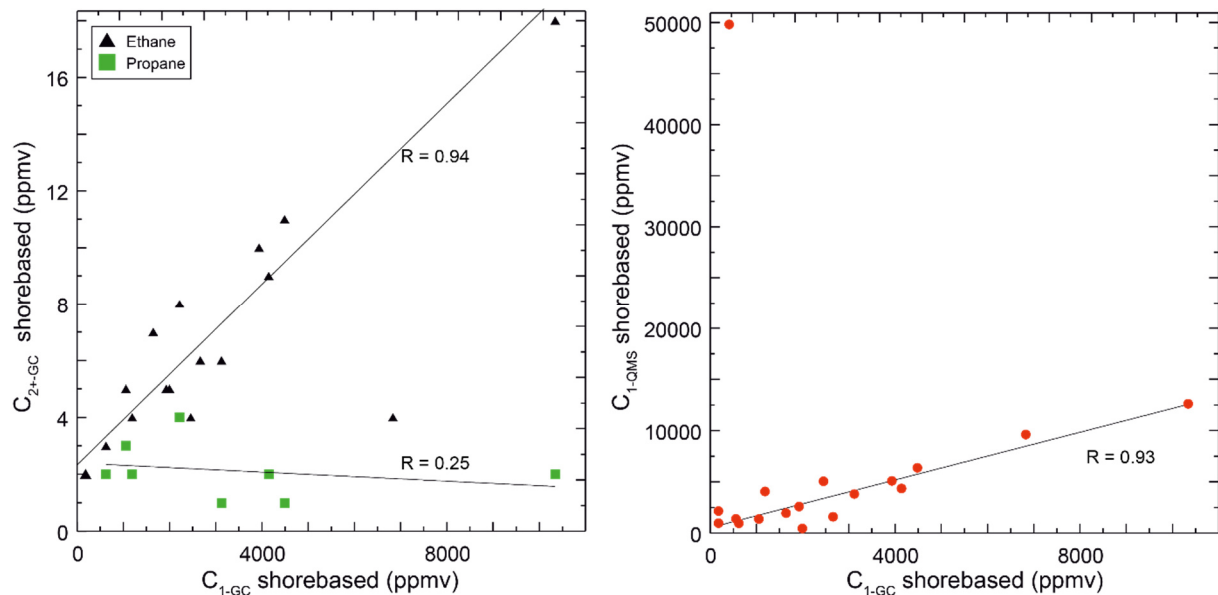 Ethane
Propane
16
12
8
4
0
R = 0.94
R = 0.25
C2+-GC shorebased (ppmv)
0 4000 8000
C1-GC shorebased (ppmv)
50000
40000
30000
20000
10000
0
R = 0.93
C1-QMS shorebased (ppmv)
0 4000 8000
C1-GC shorebased (ppmv)